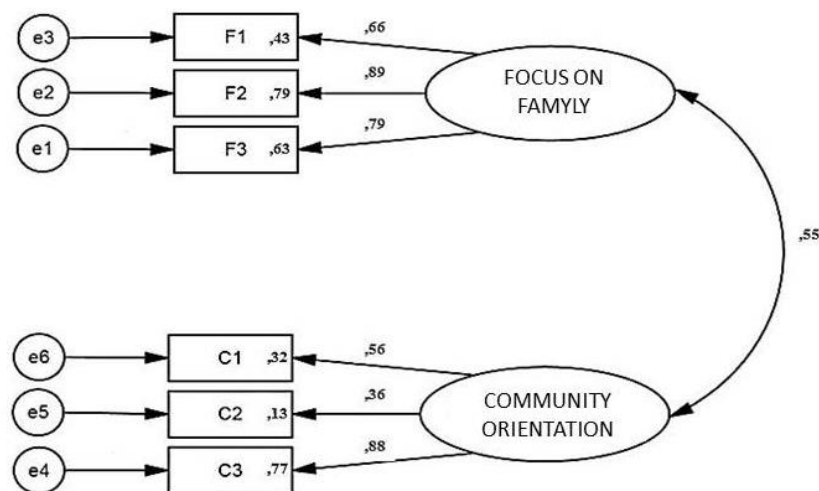 e3 F1 ,43 ,66
e2 F2 ,79 ,89
e1 F3 ,63 ,79
FOCUS ON
FAMYLY
,55
e6 C1 ,32 ,56
e5 C2 ,13 ,36
e4 C3 ,77 ,88
COMMUNITY
ORIENTATION